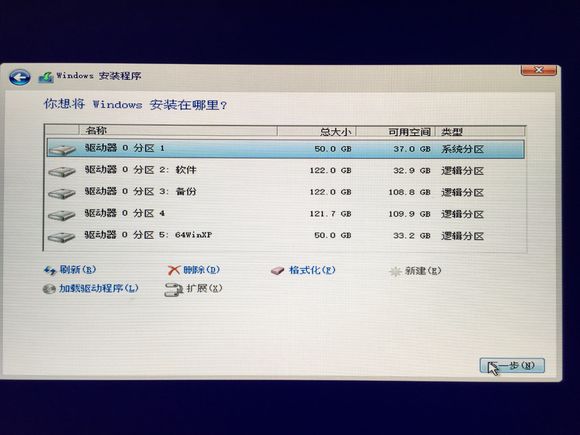 Windows 安装程序
你想将 Windows 安装在哪里?
名称 总大小 可用空间 类型
驱动器 0 分区 1 50.0 GB 37.0 GB 系统分区
驱动器 0 分区 2: 软件 122.0 GB 32.9 GB 逻辑分区
驱动器 0 分区 3: 备份 122.0 GB 108.8 GB 逻辑分区
驱动器 0 分区 4 121.7 GB 109.9 GB 逻辑分区
驱动器 0 分区 5: 64WinXP 50.0 GB 33.2 GB 逻辑分区
刷新(R) 删除(D) 格式化(F) 新建(E)
加载驱动程序(L) 扩展(X)
下一步(N)